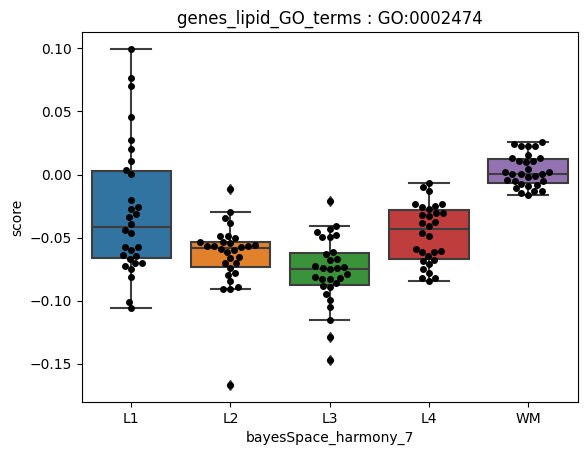 genes_lipid_GO_terms : GO:0002474
0.10
0.05
0.00
−0.05
−0.10
−0.15
score
L1 L2 L3 L4 WM
bayesSpace_harmony_7